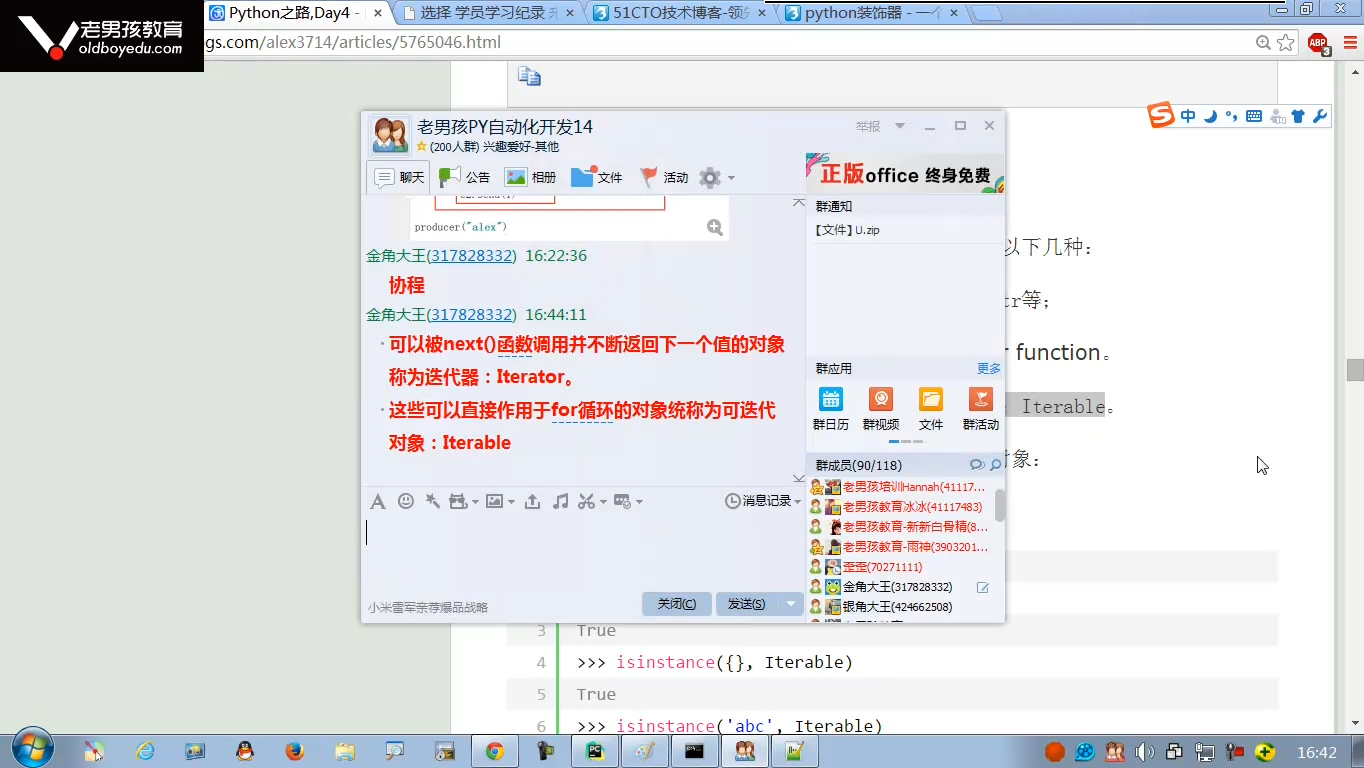 老男孩教育
oldboyedu.com
Python之路,Day4 -
选择 学员学习纪录
51CTO技术博客-领
python装饰器 - 一个
gs.com/alex3714/articles/5765046.html
ABP
3
中
老男孩PY自动化开发14
(200人群) 兴趣爱好-其他
举报
聊天
公告
相册
文件
活动
正版office 终身免费
producer("alex")
金角大王(317828332) 16:22:36
协程
金角大王(317828332) 16:44:11
·可以被next()函数调用并不断返回下一个值的对象
称为迭代器：Iterator。
·这些可以直接作用于for循环的对象统称为可迭代
对象：Iterable
消息记录
小米雷军亲荐爆品战略
关闭(C)
发送(S)
群通知
【文件】U.zip
群应用
更多
群日历
群视频
文件
群活动
群成员(90/118)
老男孩培训Hannah(41117...
老男孩教育冰冰(41117483)
老男孩教育-新新白骨精(8...
老男孩教育-雨神(3903201...
歪歪(70271111)
金角大王(317828332)
银角大王(424662508)
以下几种：
tr等；
r function。
Iterable。
对象：
3 True
4 >>> isinstance({}, Iterable)
5 True
6 >>> isinstance('abc', Iterable)
16:42